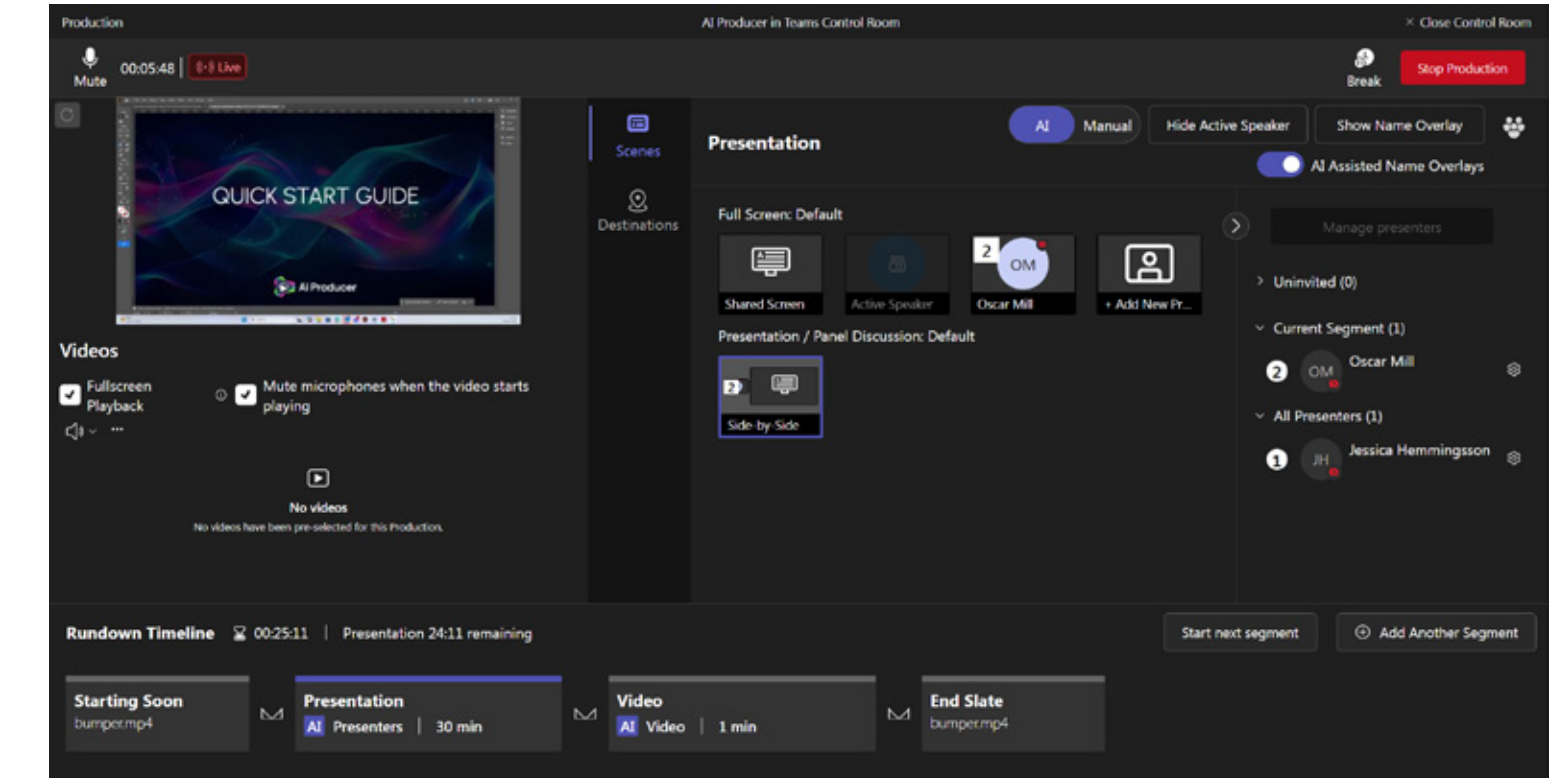 Production
AI Producer in Teams Control Room
× Close Control Room
Mute
00:05:48
Live
Break
Stop Production
QUICK START GUIDE
AI Producer
Scenes
Destinations
Presentation
AI
Manual
Hide Active Speaker
Show Name Overlay
AI Assisted Name Overlays
Full Screen: Default
Shared Screen
Active Speaker
2
OM
Oscar Mill
+ Add New Pr...
Presentation / Panel Discussion: Default
2
Side-by-Side
Manage presenters
Uninvited (0)
Current Segment (1)
2
OM
Oscar Mill
All Presenters (1)
1
JH
Jessica Hemmingsson
Videos
Fullscreen
Playback
Mute microphones when the video starts
playing
No videos
No videos have been pre-selected for this Production.
Rundown Timeline
00:25:11 | Presentation 24:11 remaining
Start next segment
Add Another Segment
Starting Soon
bumper.mp4
Presentation
AI Presenters | 30 min
Video
AI Video | 1 min
End Slate
bumper.mp4